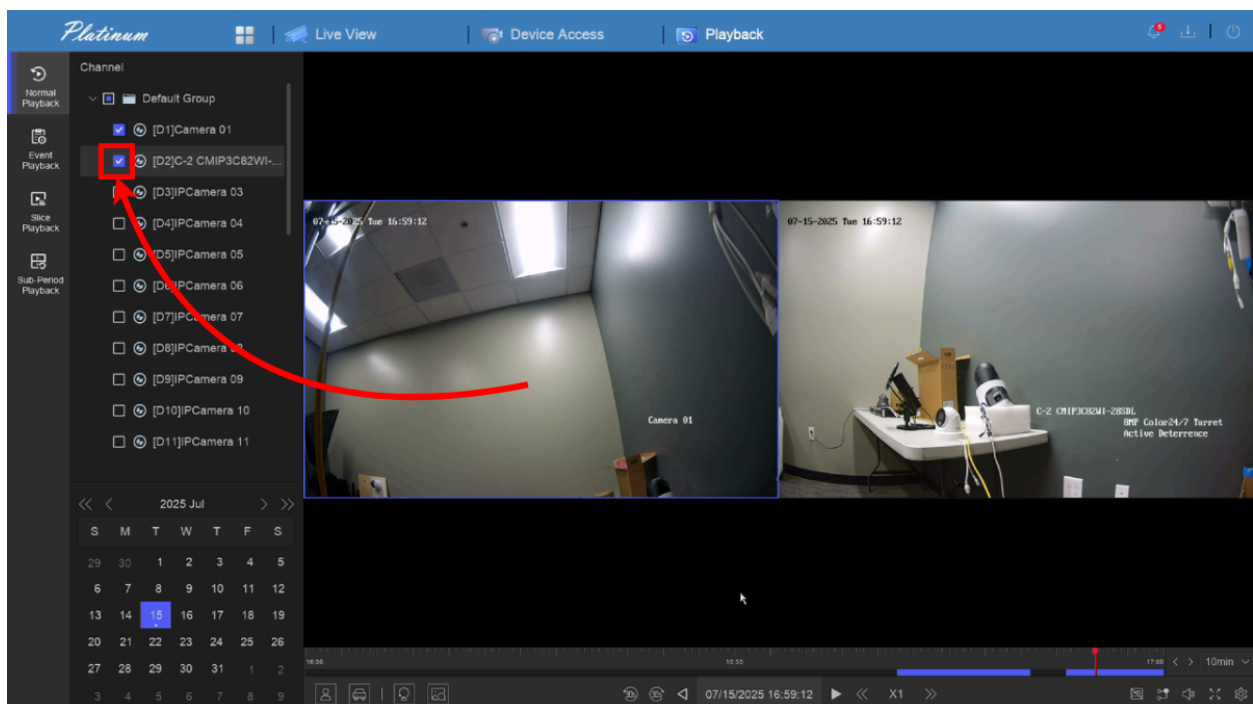 Platinum
Live View
Device Access
Playback
Normal
Playback
Event
Playback
Slice
Playback
Sub-Period
Playback
Channel
Default Group
[D1]Camera 01
[D2]C-2 CMIP3C82WI-...
[D3]IPCamera 03
[D4]IPCamera 04
[D5]IPCamera 05
[D6]IPCamera 06
[D7]IPCamera 07
[D8]IPCamera 08
[D9]IPCamera 09
[D10]IPCamera 10
[D11]IPCamera 11
2025 Jul
S M T W T F S
29 30 1 2 3 4 5
6 7 8 9 10 11 12
13 14 15 16 17 18 19
20 21 22 23 24 25 26
27 28 29 30 31 1 2
3 4 5 6 7 8 9
07-15-2025 Tue 16:59:12
Camera 01
07-15-2025 Tue 16:59:12
C-2 CMIP3C82WI-28SDL
8MP Color24/7 Turret
Active Deterrence
16:50 16:55 17:00 10min
30s 30s 07/15/2025 16:59:12 X1